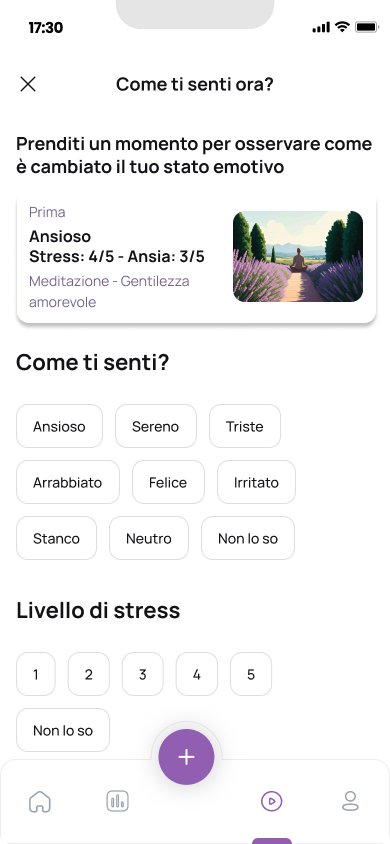 17:30
Come ti senti ora?
Prenditi un momento per osservare come
è cambiato il tuo stato emotivo
Prima
Ansioso
Stress: 4/5 - Ansia: 3/5
Meditazione - Gentilezza
amorevole
Come ti senti?
Ansioso Sereno Triste
Arrabbiato Felice Irritato
Stanco Neutro Non lo so
Livello di stress
1 2 3 4 5
Non lo so